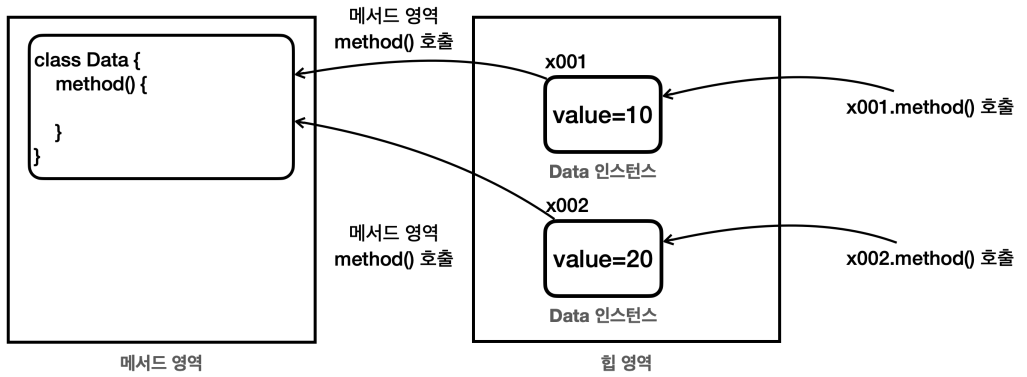 메서드 영역
method() 호출
class Data {
method() {
}
}
x001
value=10
Data 인스턴스
x001.method() 호출
메서드 영역
method() 호출
x002
value=20
Data 인스턴스
x002.method() 호출
메서드 영역
힙 영역